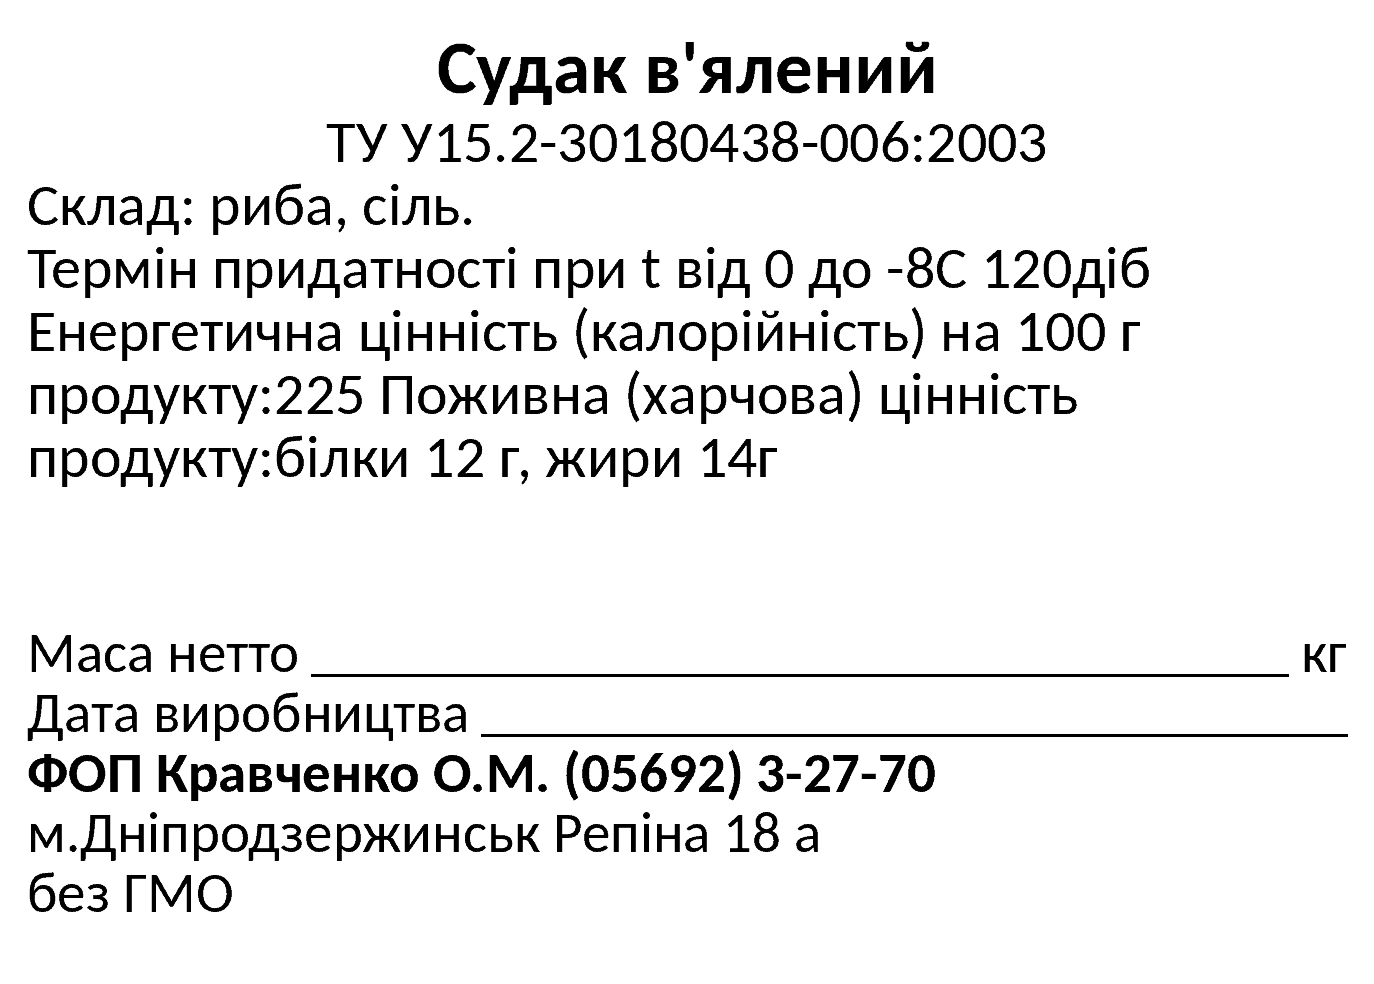 Судак в'ялений
ТУ У15.2-30180438-006:2003
Склад: риба, сіль.
Термін придатності при t від 0 до -8С 120діб
Енергетична цінність (калорійність) на 100 г
продукту:225 Поживна (харчова) цінність
продукту:білки 12 г, жири 14г
Маса нетто ______________________________ кг
Дата виробництва ___________________________
ФОП Кравченко О.М. (05692) 3-27-70
м.Дніпродзержинськ Репіна 18 а
без ГМО